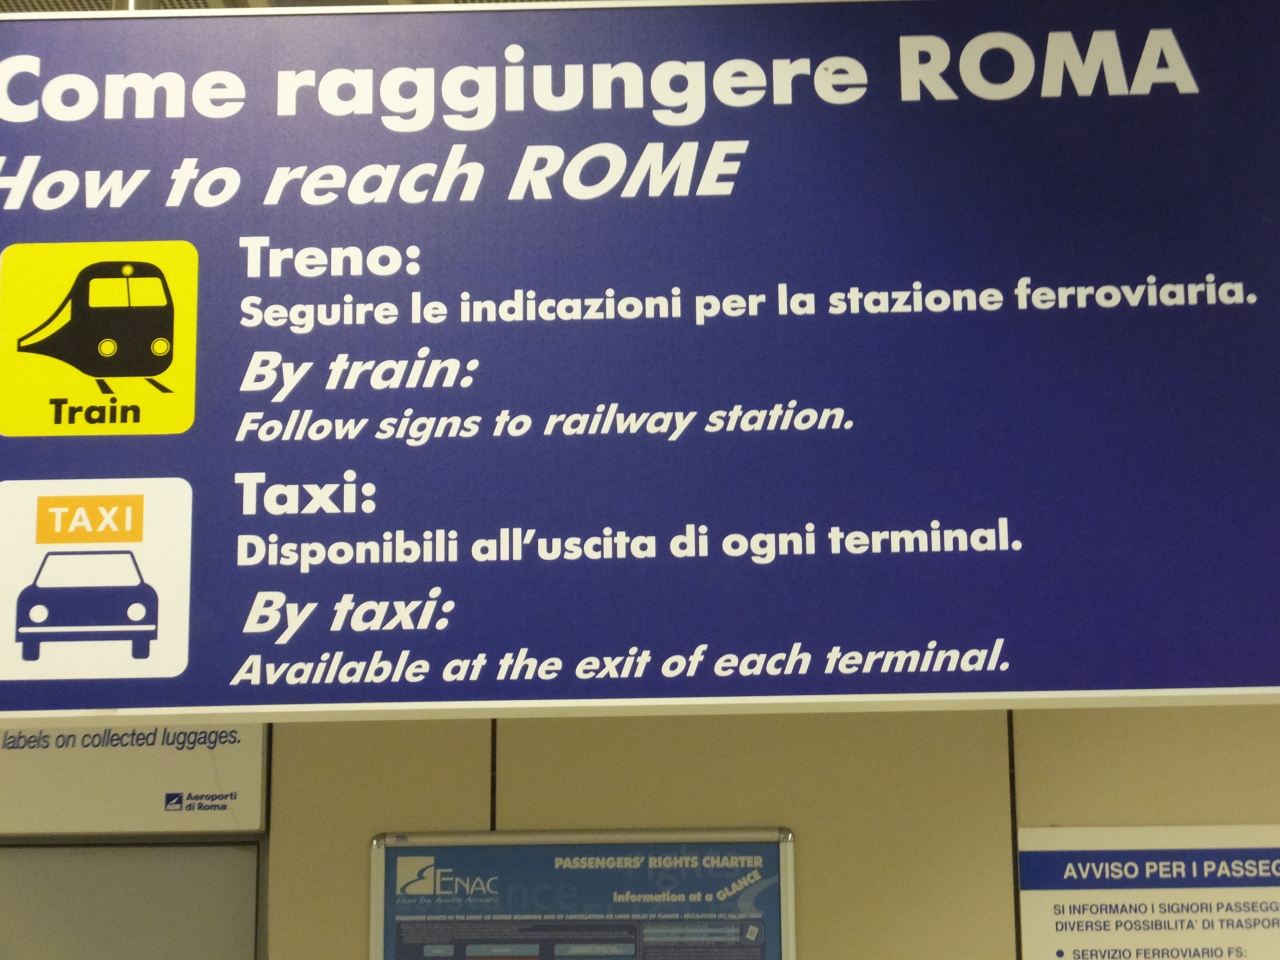 Come raggiungere ROMA
How to reach ROME
Treno:
Seguire le indicazioni per la stazione ferroviaria.
By train:
Follow signs to railway station.
Train
TAXI
Taxi:
Disponibili all'uscita di ogni terminal.
By taxi:
Available at the exit of each terminal.
labels on collected luggages.
Aeroporti
di Roma
ENAC
PASSENGERS' RIGHTS CHARTER
Information at a GLANCE
AVVISO PER I PASSEG
SI INFORMANO I SIGNORI PASSEGG
DIVERSE POSSIBILITA' DI TRASPOR
• SERVIZIO FERROVIARIO FS: